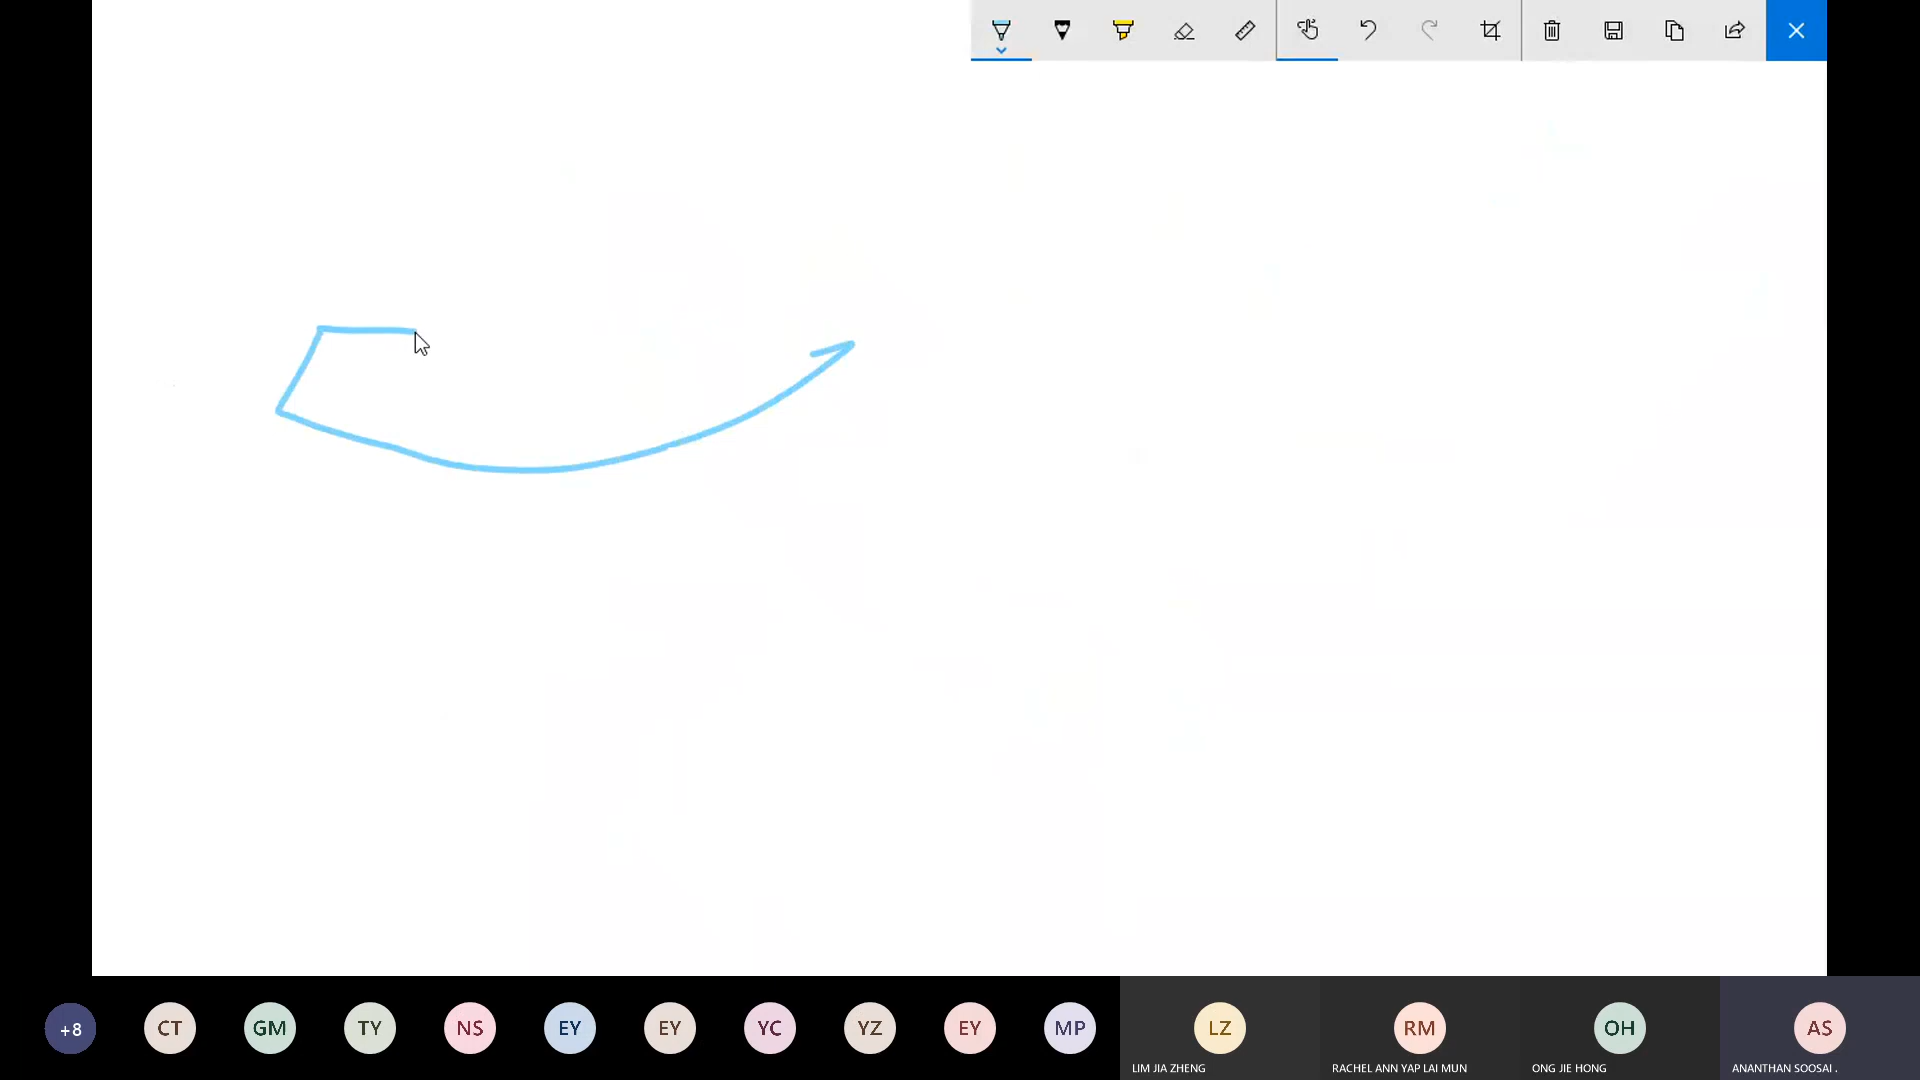 +8
CT
GM
TY
NS
EY
EY
YC
YZ
EY
MP
LZ
RM
OH
AS
LIM JIA ZHENG
RACHEL ANN YAP LAI MUN
ONG JIE HONG
ANANTHAN SOOSAI .